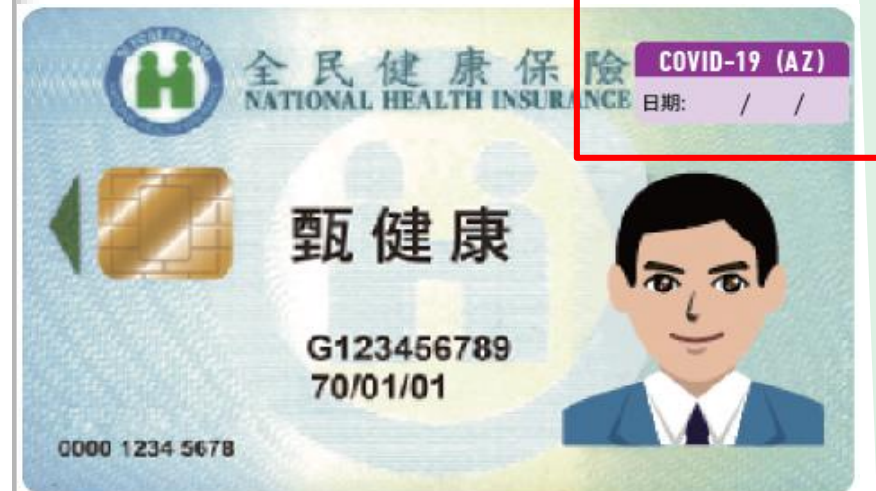 全民健康保險
NATIONAL HEALTH INSURANCE
COVID-19 (AZ)
日期: / /
甄健康
G123456789
70/01/01
0000 1234 5678